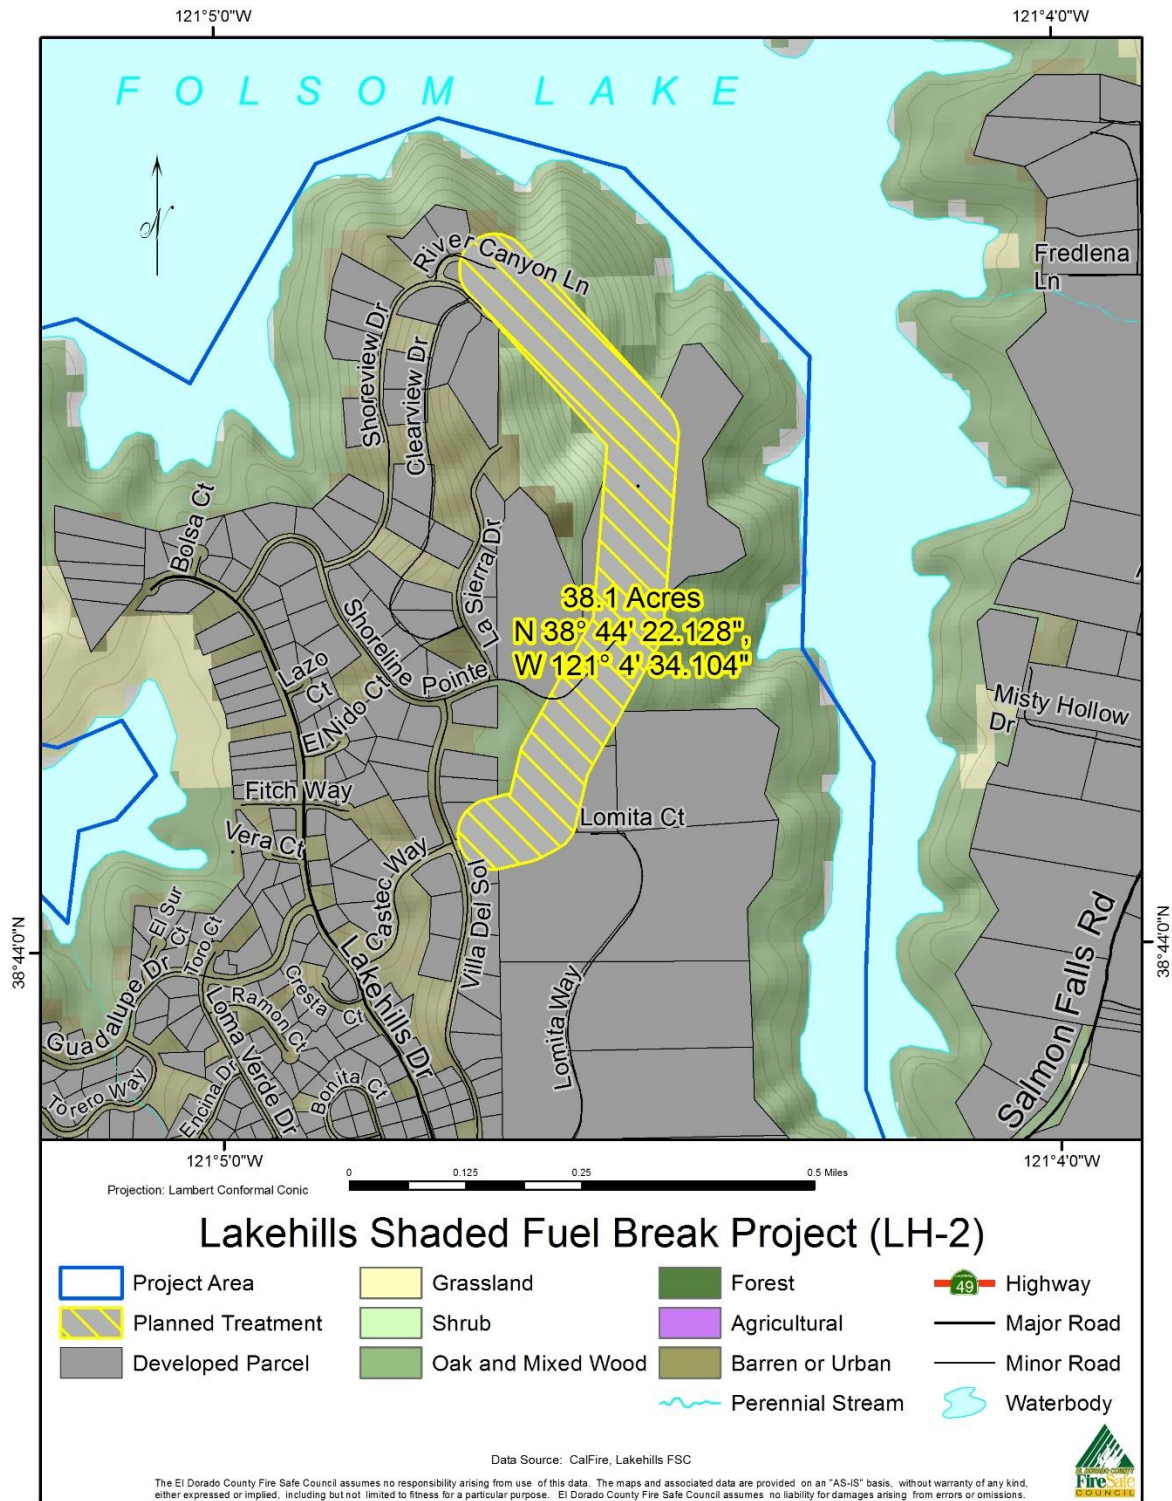 121°5'0"W
121°4'0"W
FOLSOM LAKE
N
River Canyon Ln
Fredlena
Ln
Shoreview Dr
Clearview Dr
Bolsa Ct
La Sierra Dr
38.1 Acres
N 38° 44' 22.128",
W 121° 4' 34.104"
Shoreline
Pointe
Lazo
Ct
El Nido Ct
Misty Hollow
Dr
Fitch Way
Lomita Ct
Vera Ct
Castec Way
Villa Del Sol
El Sur
Ct
Toro Ct
Lakehills Dr
38°44'0"N
38°44'0"N
Guadalupe Dr
Cresta Ct
Ramon Ct
Loma Verde Dr
Lomita Way
Salmon Falls Rd
Torero Way
Encina Dr
Bonita Ct
121°5'0"W
121°4'0"W
0 0.125 0.25 0.5 Miles
Projection: Lambert Conformal Conic
Lakehills Shaded Fuel Break Project (LH-2)
Project Area
Grassland
Forest
49
Highway
Planned Treatment
Shrub
Agricultural
Major Road
Developed Parcel
Oak and Mixed Wood
Barren or Urban
Minor Road
Perennial Stream
Waterbody
Data Source: CalFire, Lakehills FSC
The El Dorado County Fire Safe Council assumes no responsibility arising from use of this data. The maps and associated data are provided on an "AS-IS" basis, without warranty of any kind,
either expressed or implied, including but not limited to fitness for a particular purpose. El Dorado County Fire Safe Council assumes no liability for damages arising from errors or omissions.
EL DORADO COUNTY
FireSafe
COUNCIL